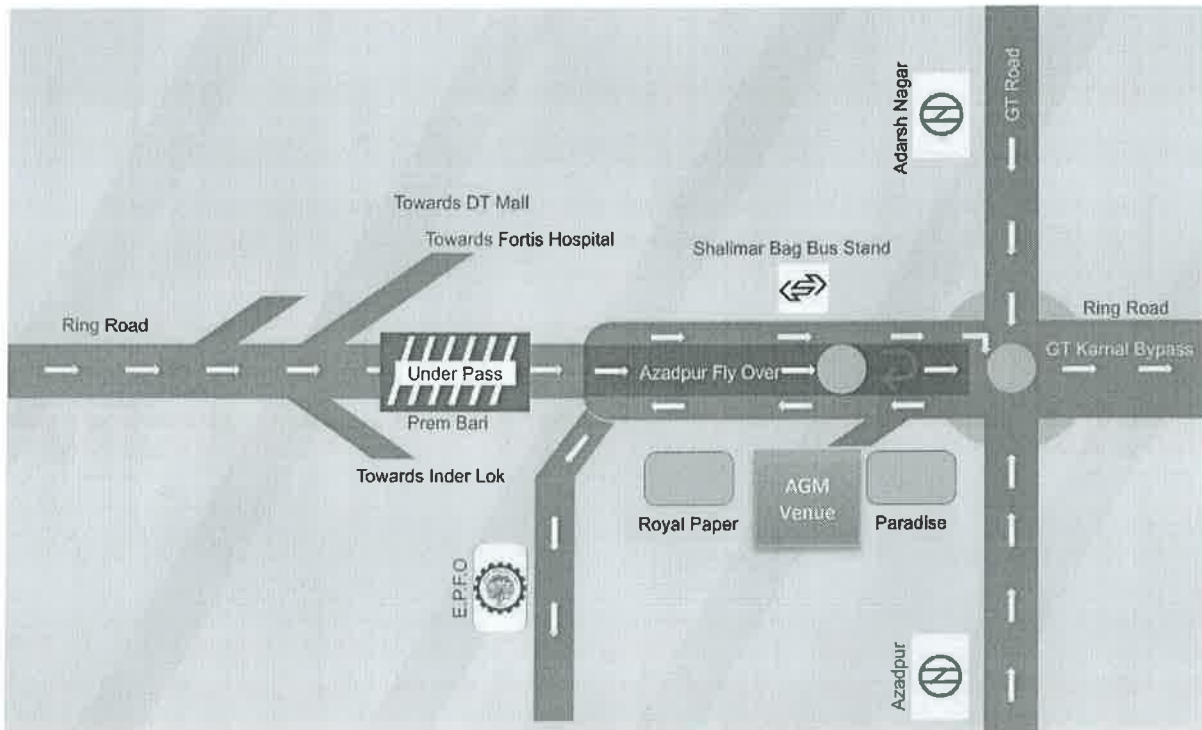 Adarsh Nagar
GT Road
Towards DT Mall
Towards Fortis Hospital
Shalimar Bag Bus Stand
Ring Road
Ring Road
Under Pass
Azadpur Fly Over
GT Karnal Bypass
Prem Bari
Towards Inder Lok
AGM
Venue
Royal Paper
Paradise
E.P.F.O
Azadpur